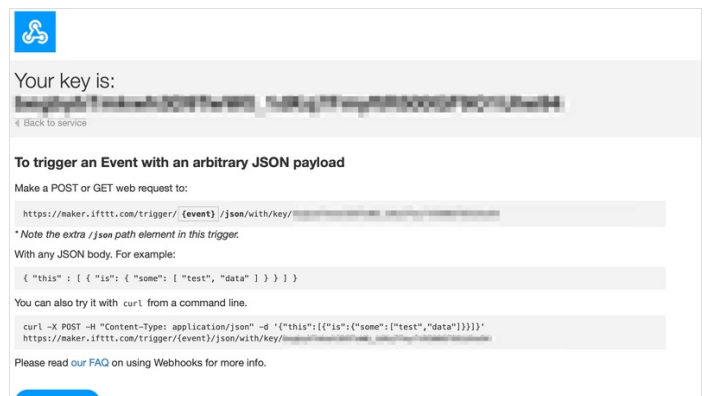 Your key is:
Back to service
To trigger an Event with an arbitrary JSON payload
Make a POST or GET web request to:
https://maker.ifttt.com/trigger/ {event} /json/with/key/
* Note the extra /json path element in this trigger.
With any JSON body. For example:
{ "this" : [ { "is": { "some": [ "test", "data" ] } } ] }
You can also try it with curl from a command line.
curl -X POST -H "Content-Type: application/json" -d '{"this":[{"is":{"some":["test","data"]}}]}'
https://maker.ifttt.com/trigger/{event}/json/with/key/
Please read our FAQ on using Webhooks for more info.